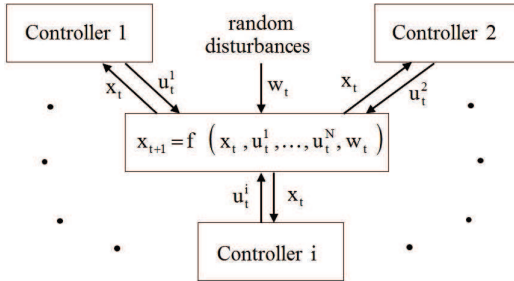 Controller 1
random
disturbances
Controller 2
x_t
u_t^1
w_t
x_t
u_t^2
x_{t+1} = f ( x_t , u_t^1 , … , u_t^N , w_t )
u_t^i
x_t
Controller i